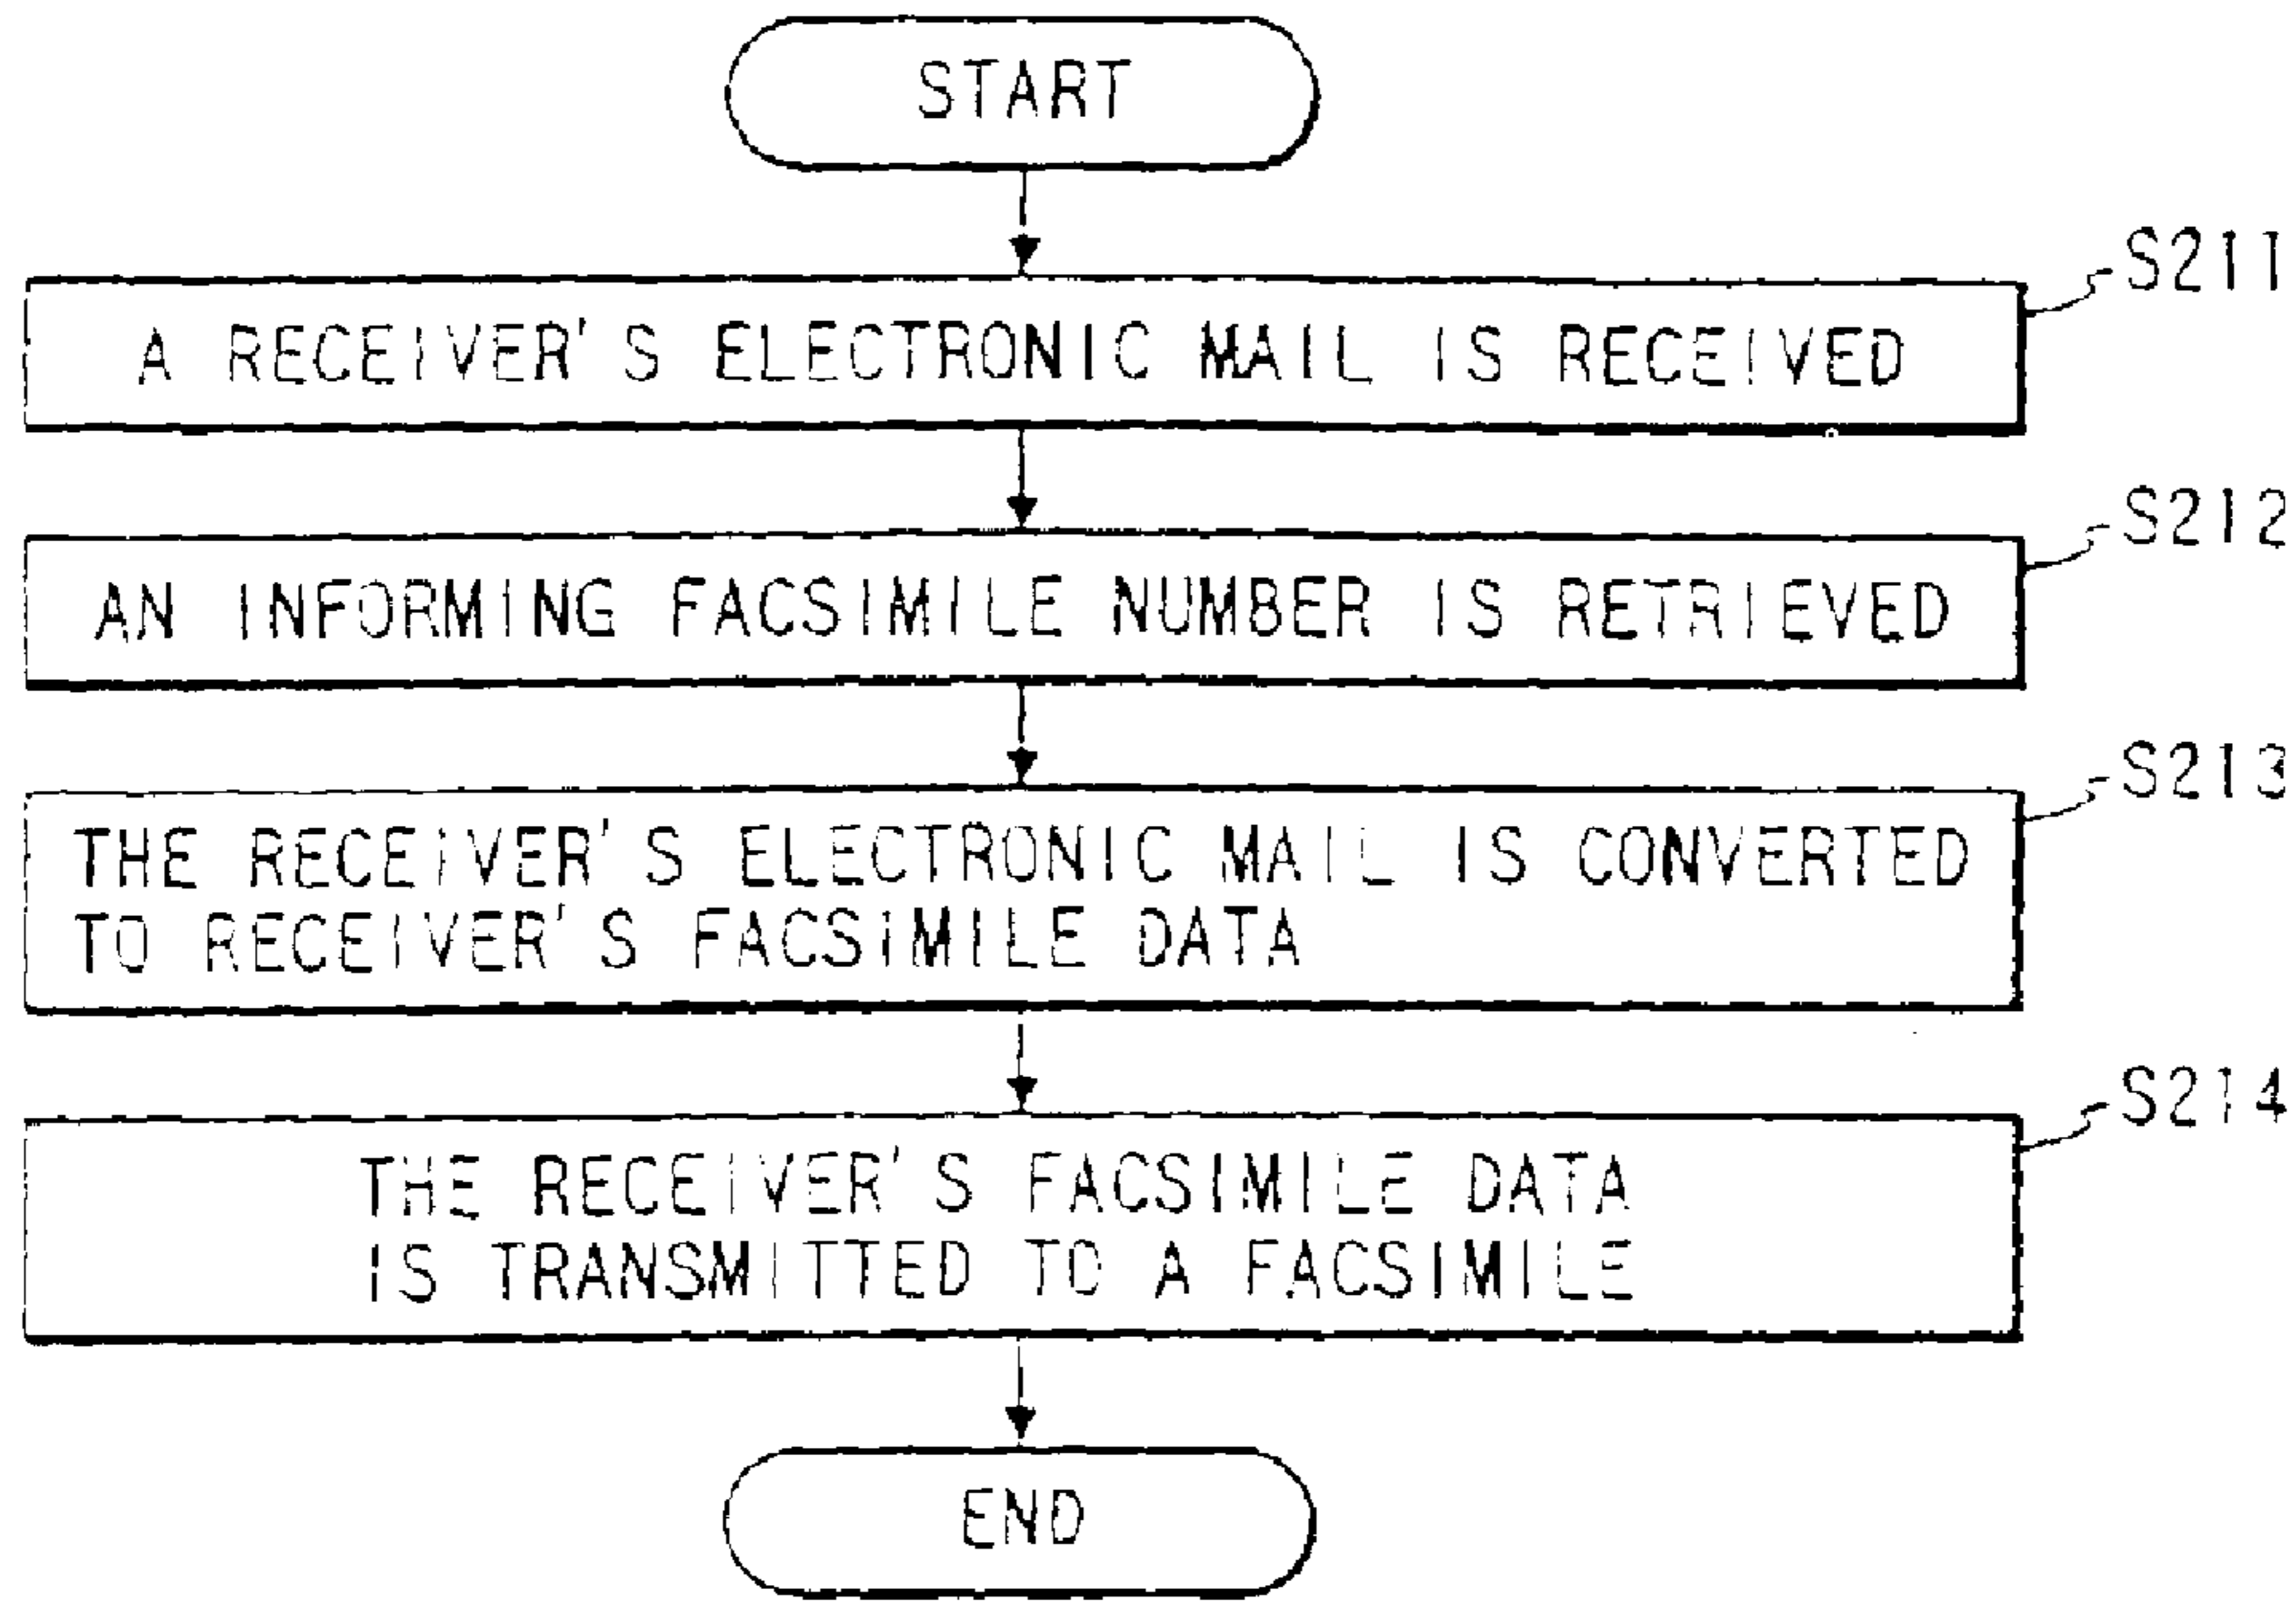 START
S211
A RECEIVER'S ELECTRONIC MAIL IS RECEIVED
S212
AN INFORMING FACSIMILE NUMBER IS RETRIEVED
S213
THE RECEIVER'S ELECTRONIC MAIL IS CONVERTED
TO RECEIVER'S FACSIMILE DATA
S214
THE RECEIVER'S FACSIMILE DATA
IS TRANSMITTED TO A FACSIMILE
END